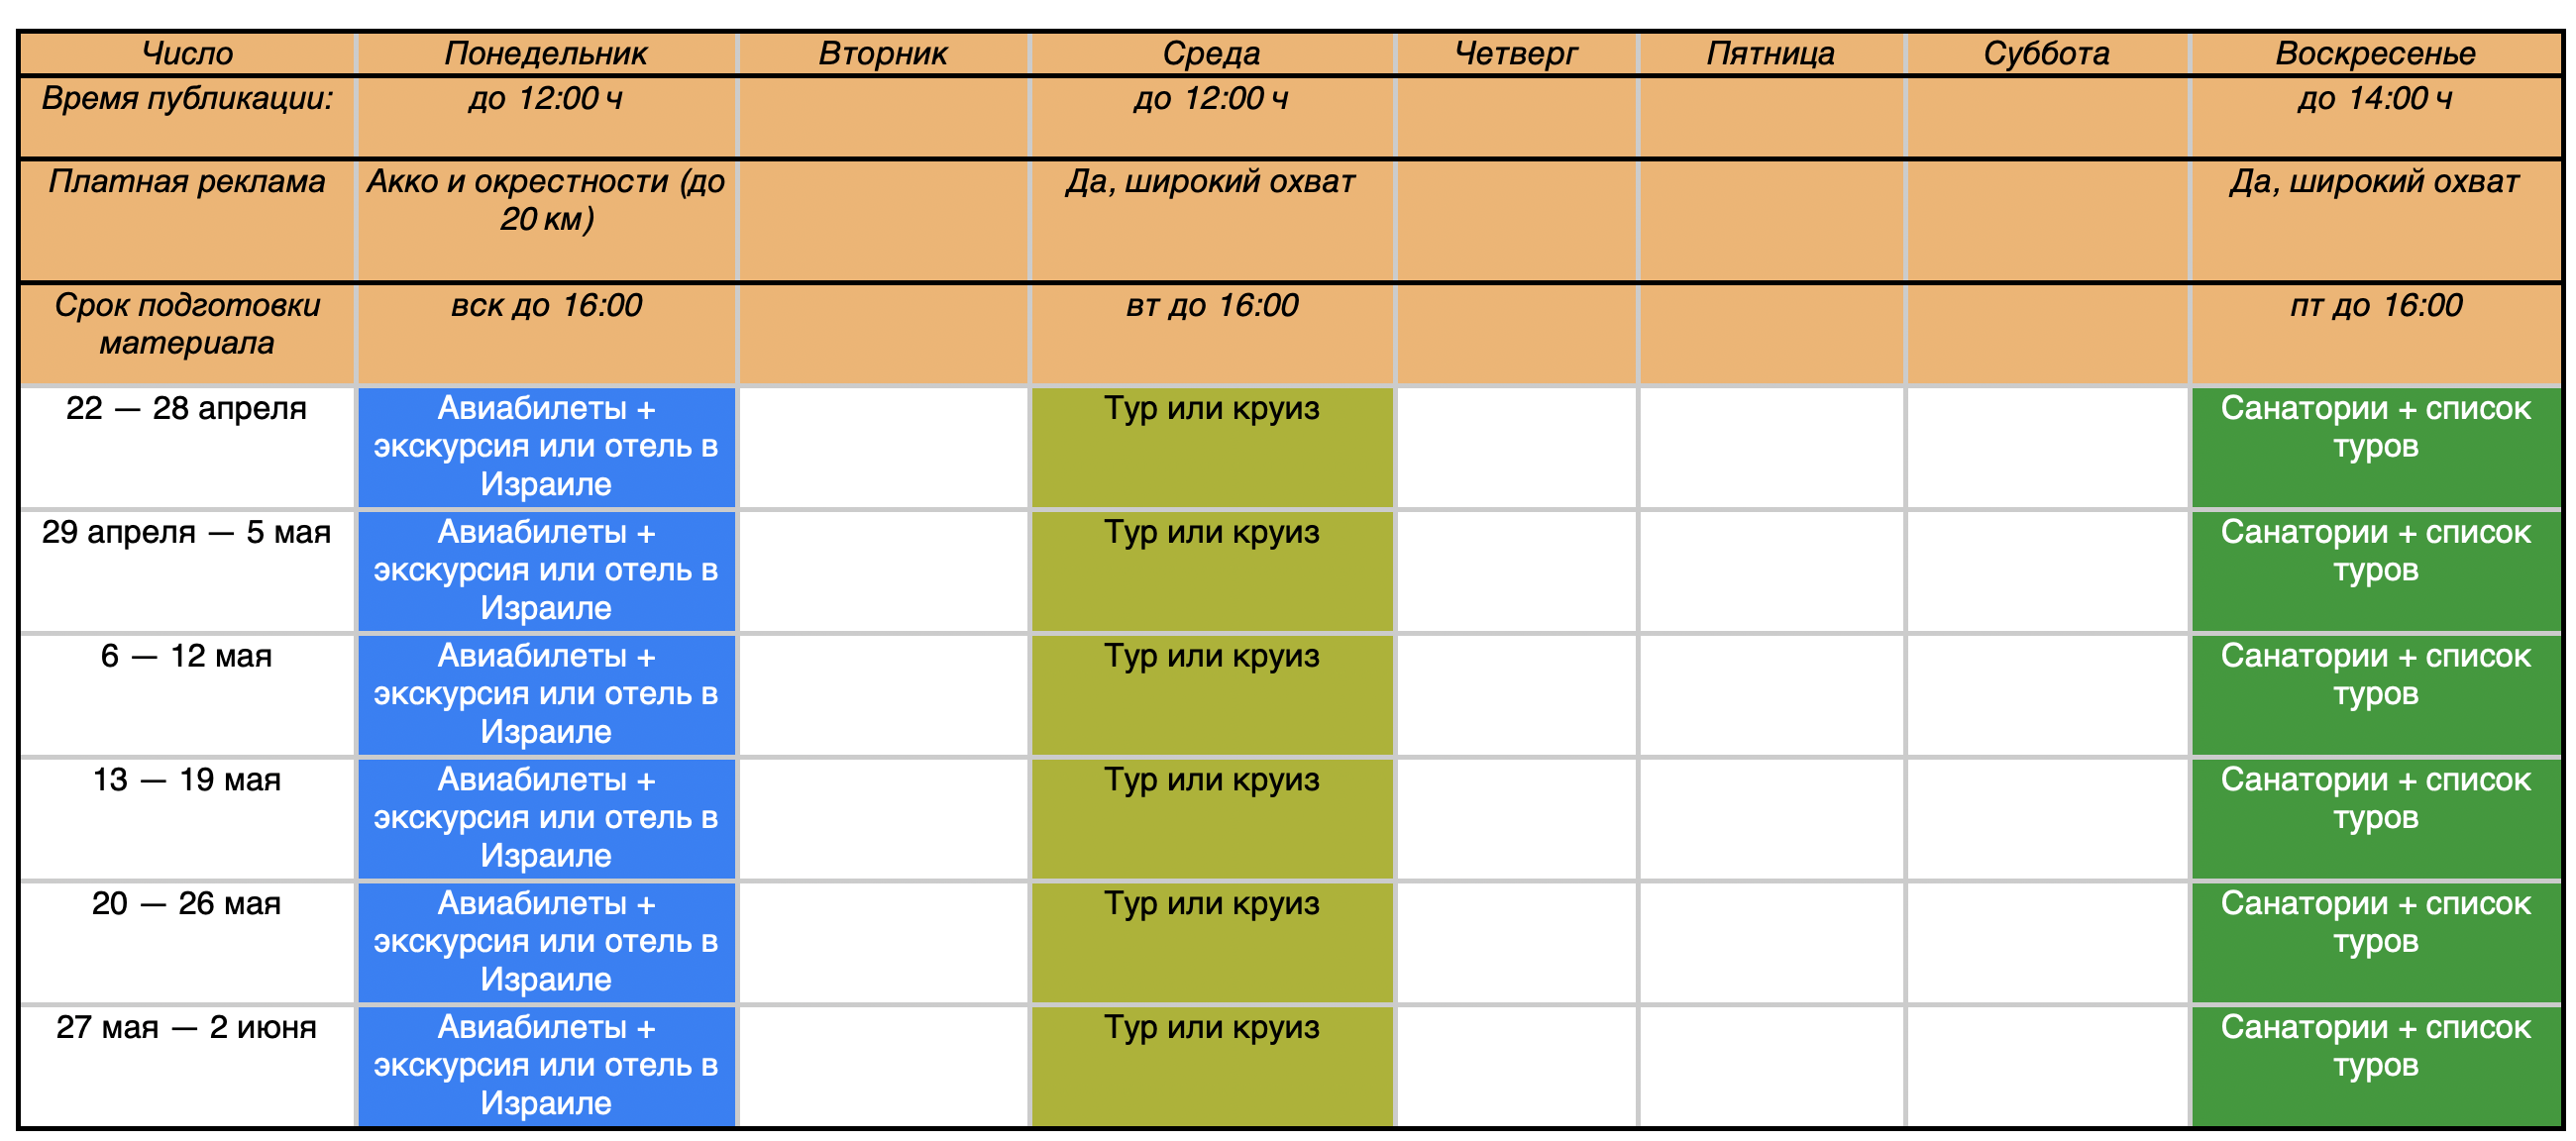 Число Понедельник Вторник Среда Четверг Пятница Суббота Воскресенье
Время публикации: до 12:00 ч до 12:00 ч до 14:00 ч
Платная реклама Акко и окрестности (до Да, широкий охват Да, широкий охват
20 км)
Срок подготовки вск до 16:00 вт до 16:00 пт до 16:00
материала
22 — 28 апреля Авиабилеты + Тур или круиз Санатории + список
экскурсия или отель в туров
Израиле
29 апреля — 5 мая Авиабилеты + Тур или круиз Санатории + список
экскурсия или отель в туров
Израиле
6 — 12 мая Авиабилеты + Тур или круиз Санатории + список
экскурсия или отель в туров
Израиле
13 — 19 мая Авиабилеты + Тур или круиз Санатории + список
экскурсия или отель в туров
Израиле
20 — 26 мая Авиабилеты + Тур или круиз Санатории + список
экскурсия или отель в туров
Израиле
27 мая — 2 июня Авиабилеты + Тур или круиз Санатории + список
экскурсия или отель в туров
Израиле